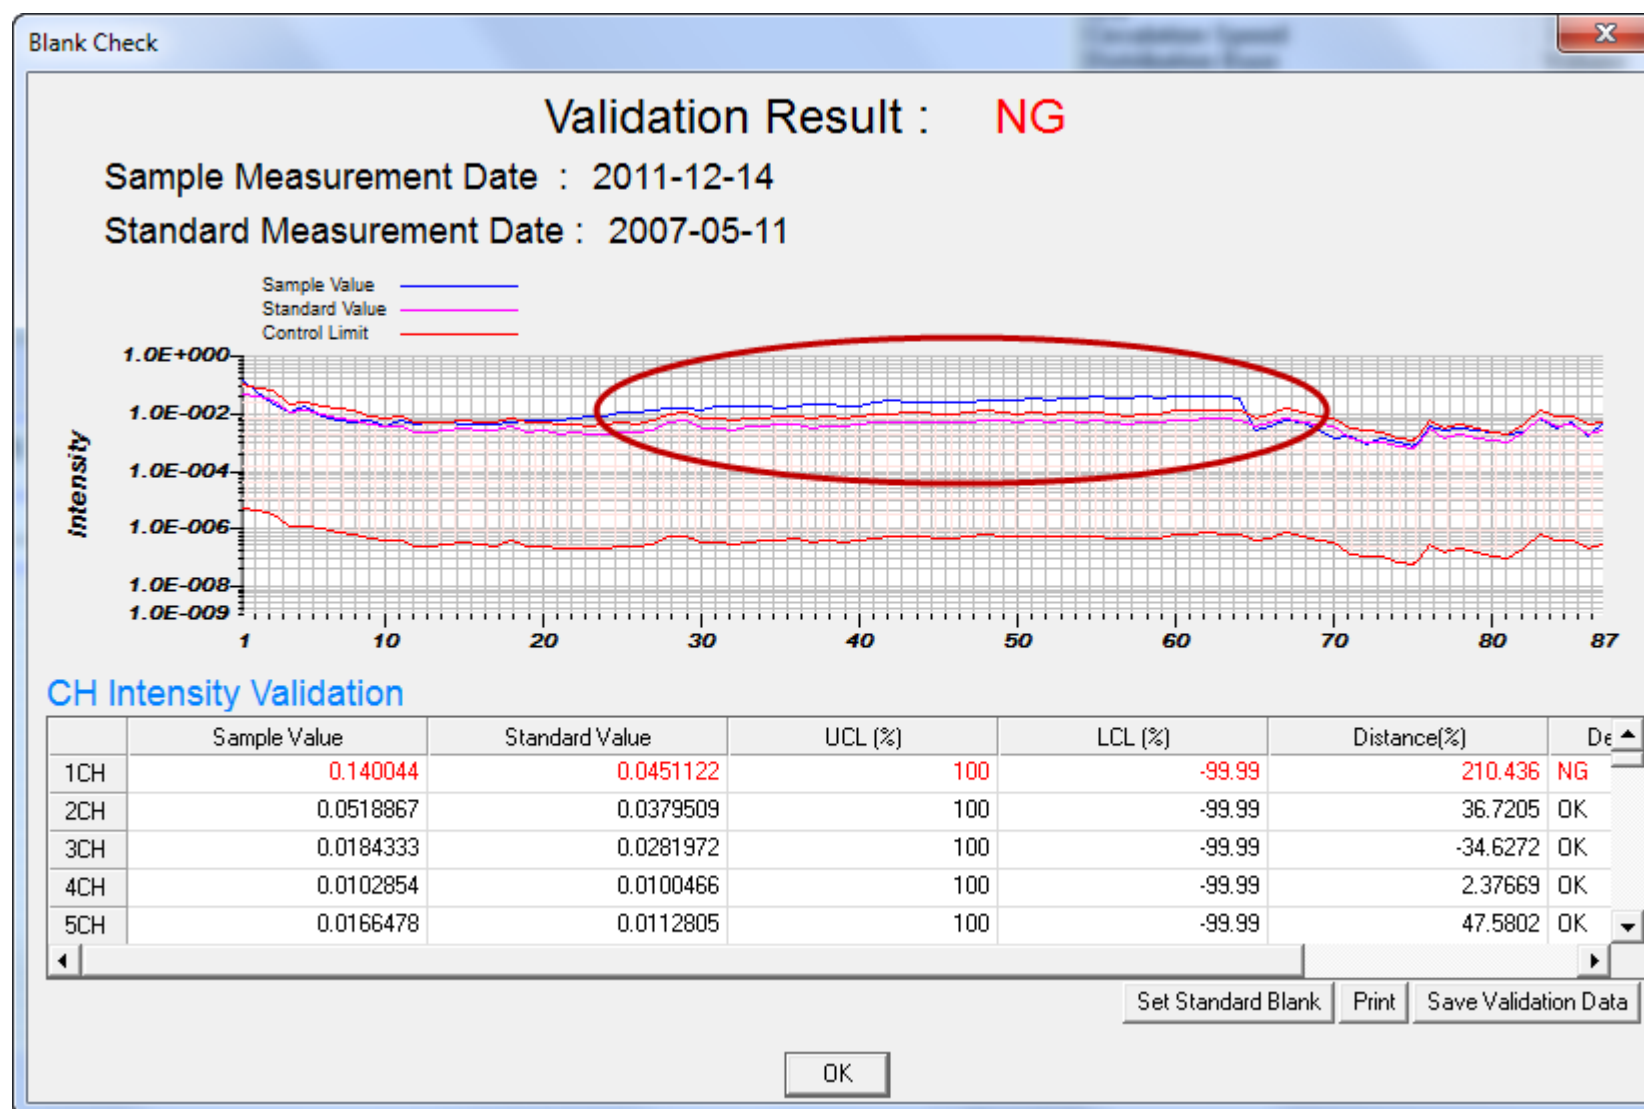 Blank Check
Validation Result : NG
Sample Measurement Date : 2011-12-14
Standard Measurement Date : 2007-05-11
Sample Value
Standard Value
Control Limit
Intensity
1.0E+000
1.0E-002
1.0E-004
1.0E-006
1.0E-008
1.0E-009
1 10 20 30 40 50 60 70 80 87
CH Intensity Validation
Sample Value Standard Value UCL (%) LCL (%) Distance(%) De
1CH 0.140044 0.0451122 100 -99.99 210.436 NG
2CH 0.0518867 0.0379509 100 -99.99 36.7205 OK
3CH 0.0184333 0.0281972 100 -99.99 -34.6272 OK
4CH 0.0102854 0.0100466 100 -99.99 2.37669 OK
5CH 0.0166478 0.0112805 100 -99.99 47.5802 OK
Set Standard Blank Print Save Validation Data
OK